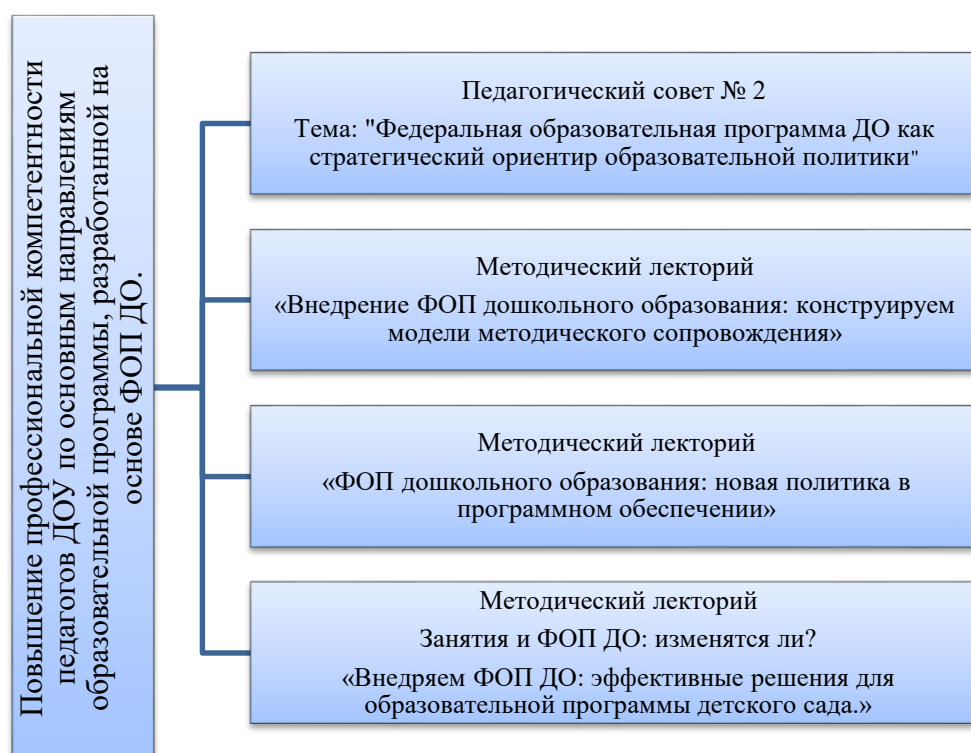 Повышение профессиональной компетентности
педагогов ДОУ по основным направлениям
образовательной программы, разработанной на
основе ФОП ДО.
Педагогический совет № 2
Тема: "Федеральная образовательная программа ДО как
стратегический ориентир образовательной политики"
Методический лекторий
«Внедрение ФОП дошкольного образования: конструируем
модели методического сопровождения»
Методический лекторий
«ФОП дошкольного образования: новая политика в
программном обеспечении»
Методический лекторий
Занятия и ФОП ДО: изменятся ли?
«Внедряем ФОП ДО: эффективные решения для
образовательной программы детского сада.»